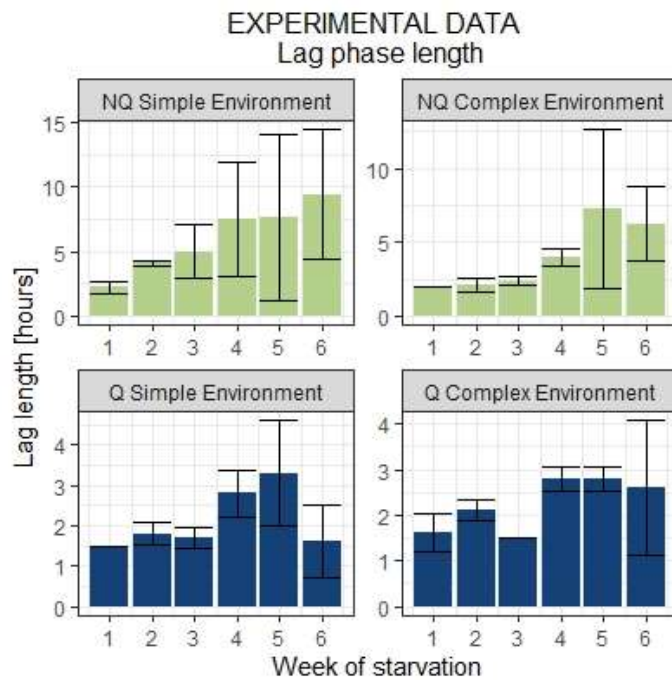 EXPERIMENTAL DATA
Lag phase length
NQ Simple Environment
NQ Complex Environment
15
10
5
0
10
5
0
1 2 3 4 5 6
1 2 3 4 5 6
Lag length [hours]
Q Simple Environment
Q Complex Environment
4
3
2
1
0
4
3
2
1
0
1 2 3 4 5 6
1 2 3 4 5 6
Week of starvation